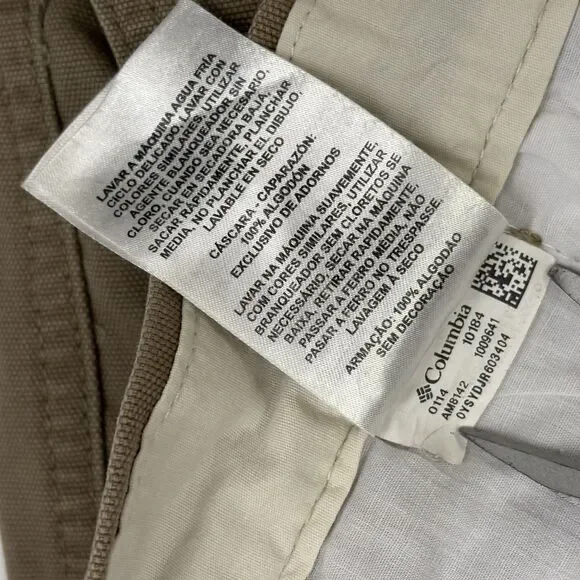 LAVAR A MÁQUINA AGUA FRIA
CICLO DELICADO, LAVAR CON
COLORES SIMILARES, UTILIZAR
AGENTE BLANQUEADOR SIN
CLORO CUANDO SEA NECESARIO,
SECAR EN SECADORA BAJA,
SACAR RAPIDAMENTE, PLANCHAR
MEDIA, NO PLANCHAR EL DIBUJO.
LAVABLE EN SECO
CÁSCARA : CAPARAZÓN:
100% ALGODÓN
EXCLUSIVO DE ADORNOS
LAVAR NA MÁQUINA SUAVEMENTE,
COM CORES SIMILARES, UTILIZAR
BRANQUEADOR SEM CLORETOS SE
NECESSÁRIO, SECAR NA MÁQUINA
BAIXA, RETIRAR RAPIDAMENTE,
PASSAR A FERRO MÉDIA, NÃO
PASSAR A FERRO NO TRESPASSE.
LAVAGEM A SECO
ARMAÇÃO: 100% ALGODÃO
SEM DECORAÇÃO
Columbia
0114 101B4
AM8142 1009641
0YSYDJR603404